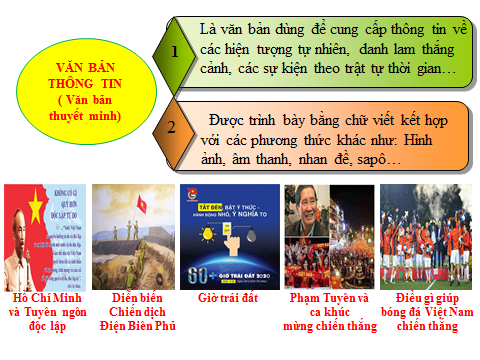 VĂN BẢN
THÔNG TIN
( Văn bản
thuyết minh)
1
Là văn bản dùng để cung cấp thông tin về
các hiện tượng tự nhiên, danh lam thắng
cảnh, các sự kiện theo trật tự thời gian…
2
Được trình bày bằng chữ viết kết hợp
với các phương thức khác như: Hình
ảnh, âm thanh, nhan đề, sapô…
KHÔNG CÓ GÌ
QUÝ HƠN
ĐỘC LẬP TỰ DO
TẮT ĐÈN BẬT Ý THỨC -
HÀNH ĐỘNG NHỎ, Ý NGHĨA TO
60+
GIỜ TRÁI ĐẤT 2020
Hồ Chí Minh
và Tuyên ngôn
độc lập
Diễn biến
Chiến dịch
Điện Biên Phủ
Giờ trái đất
Phạm Tuyên và
ca khúc
mừng chiến thắng
Điều gì giúp
bóng đá Việt Nam
chiến thắng